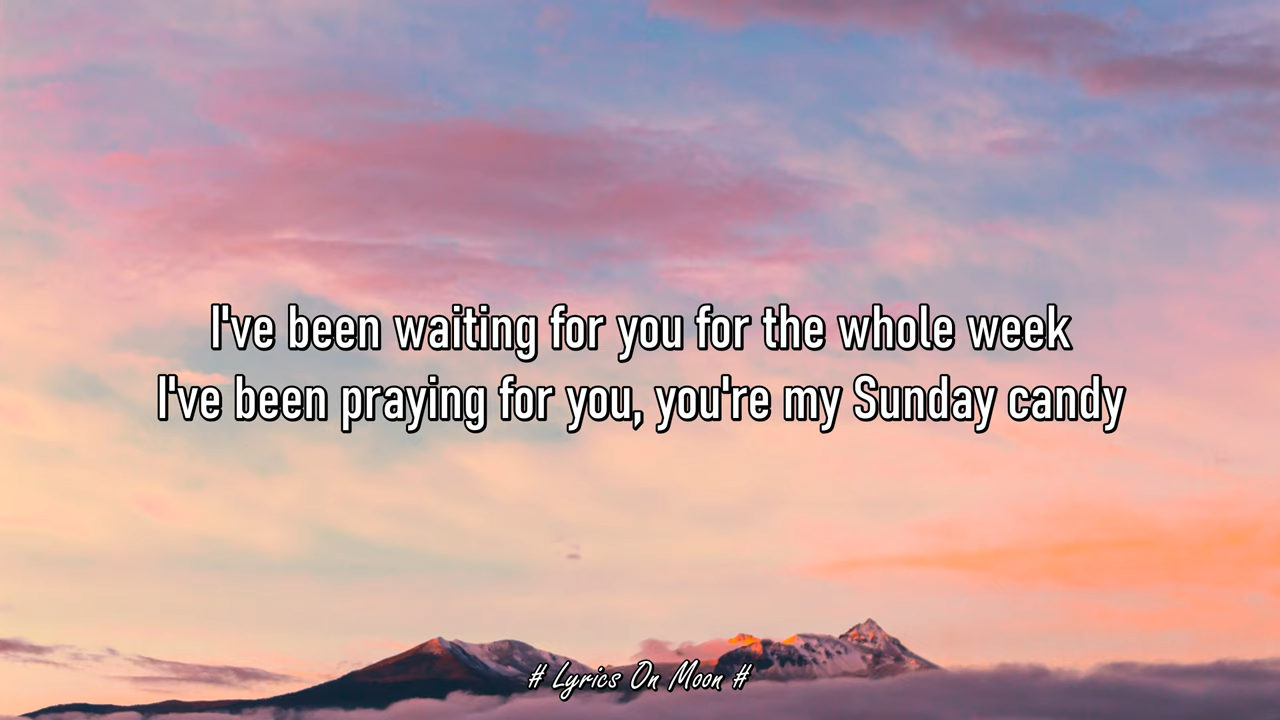 I've been waiting for you for the whole week
I've been praying for you, you're my Sunday candy
# Lyrics On Moon #